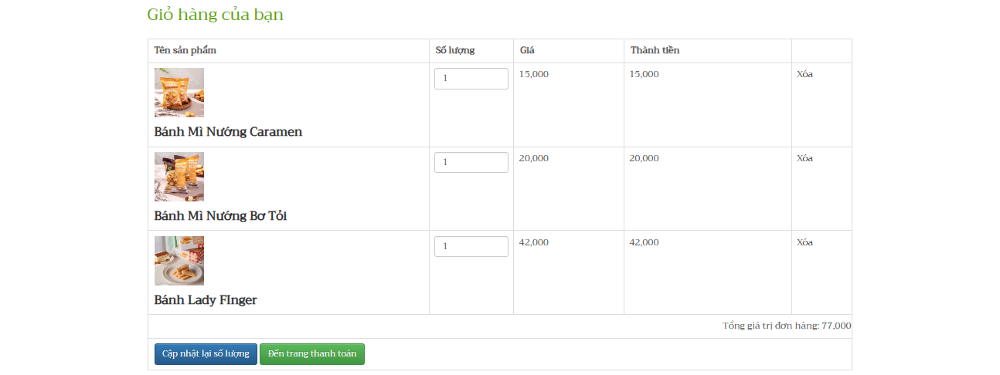 Giỏ hàng của bạn
Tên sản phẩm Số lượng Giá Thành tiền
1 15,000 15,000 Xóa
Bánh Mì Nướng Caramen
1 20,000 20,000 Xóa
Bánh Mì Nướng Bơ Tỏi
1 42,000 42,000 Xóa
Bánh Lady FInger
Tổng giá trị đơn hàng: 77,000
Cập nhật lại số lượng Đến trang thanh toán